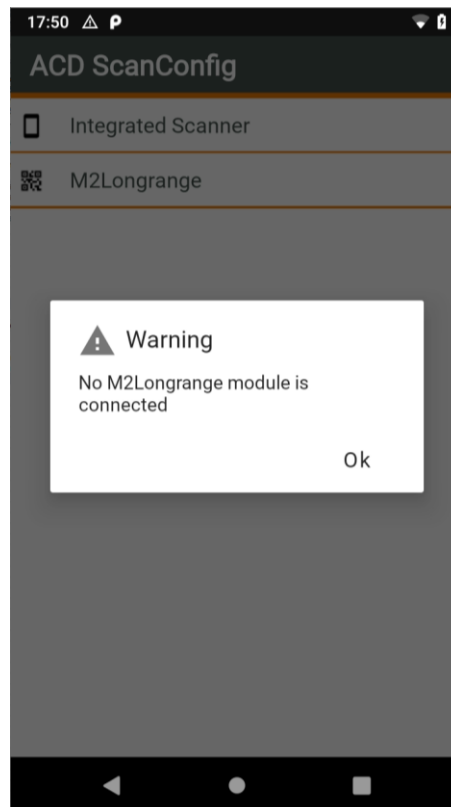 17:50
ACD ScanConfig
Integrated Scanner
M2Longrange
Warning
No M2Longrange module is
connected
Ok